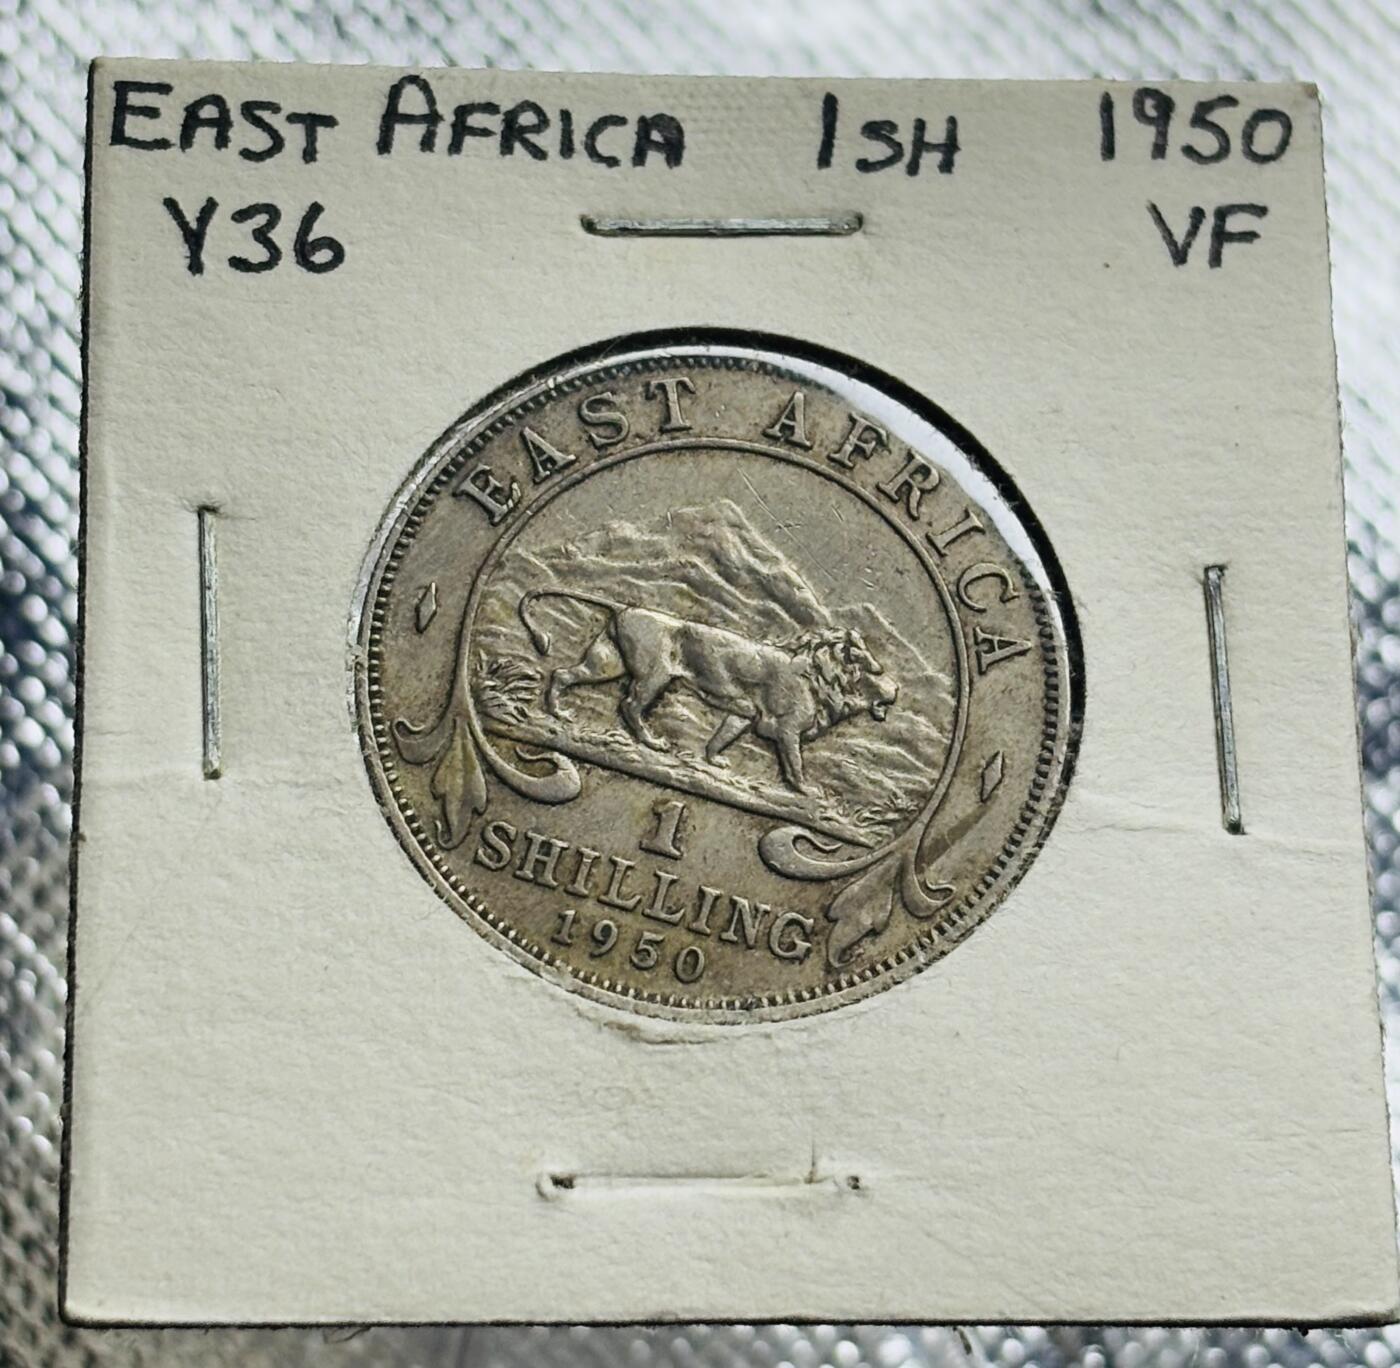 EAST AFRICA 1SH 1950
Y36 VF
EAST AFRICA
1
SHILLING
1950